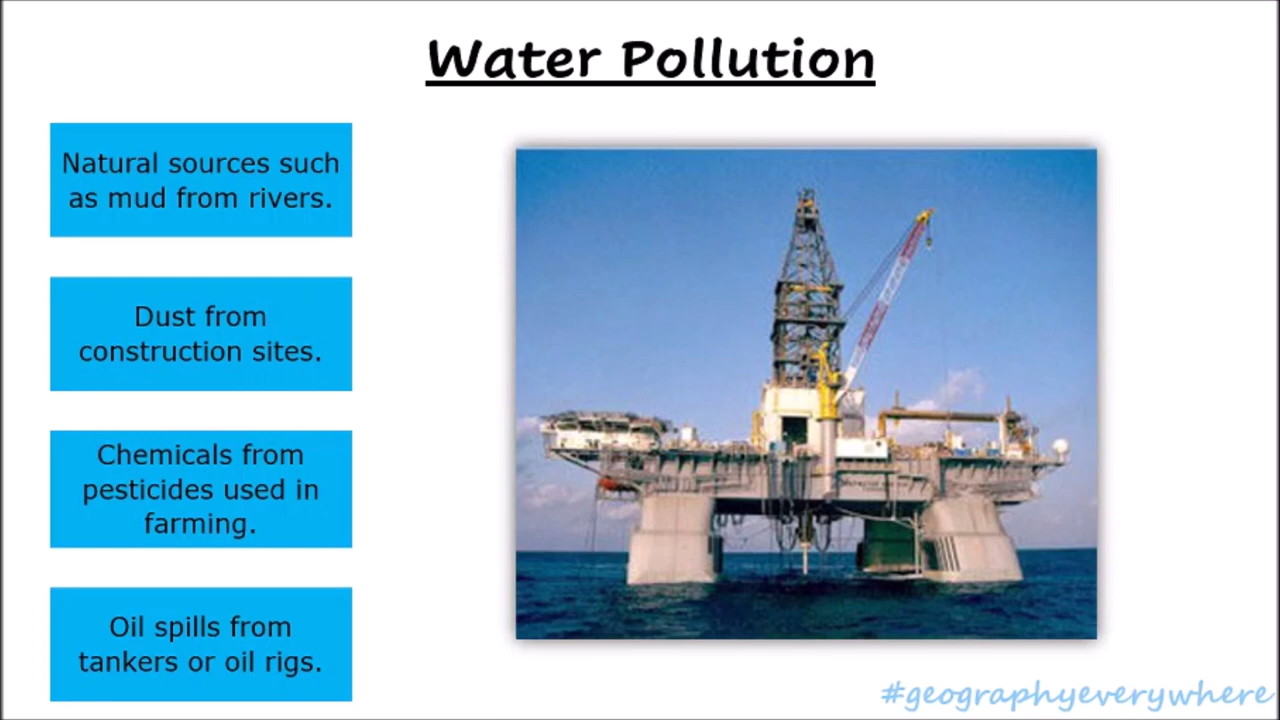 Water Pollution
Natural sources such
as mud from rivers.
Dust from
construction sites.
Chemicals from
pesticides used in
farming.
Oil spills from
tankers or oil rigs.
#geographyeverywhere